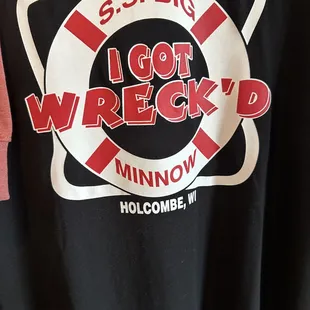 S.S. BIG
I GOT
WRECK'D
MINNOW
HOLCOMBE, WI